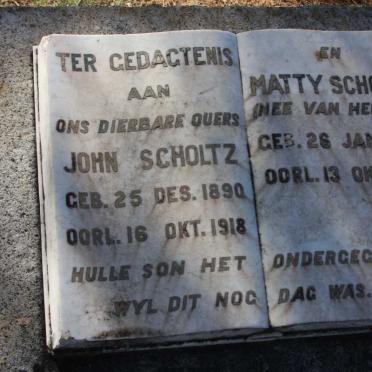 TER GEDAGTENIS EN
AAN MATTY SCHO
ONS DIERBARE OUERS (NEE VAN HE
JOHN SCHOLTZ GEB. 26 JAN
GEB. 25 DES. 1890 OORL. 13 OK
OORL. 16 OKT. 1918
HULLE SON HET ONDERGEG
WYL DIT NOG DAG WAS.